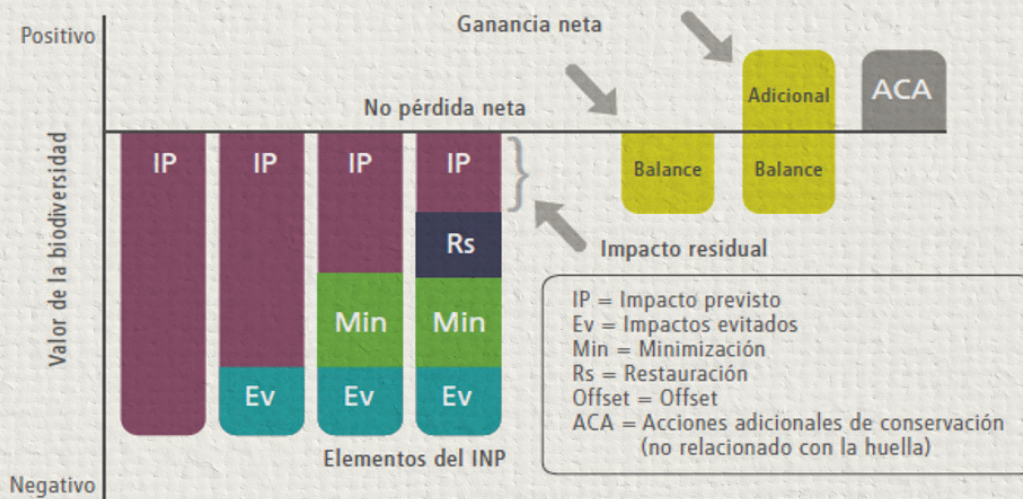 Ganancia neta
Positivo
Adicional
ACA
No pérdida neta
IP
IP
IP
IP
Balance
Balance
Valor de la biodiversidad
Rs
Impacto residual
Min
Min
Ev
Ev
Ev
IP = Impacto previsto
Ev = Impactos evitados
Min = Minimización
Rs = Restauración
Offset = Offset
ACA = Acciones adicionales de conservación
(no relacionado con la huella)
Elementos del INP
Negativo